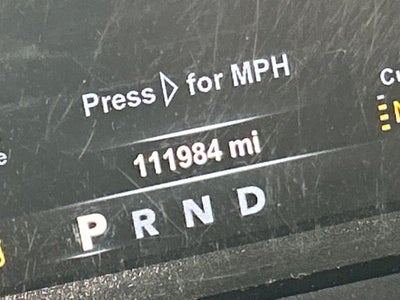 Press ▷ for MPH
111984 mi
P R N D